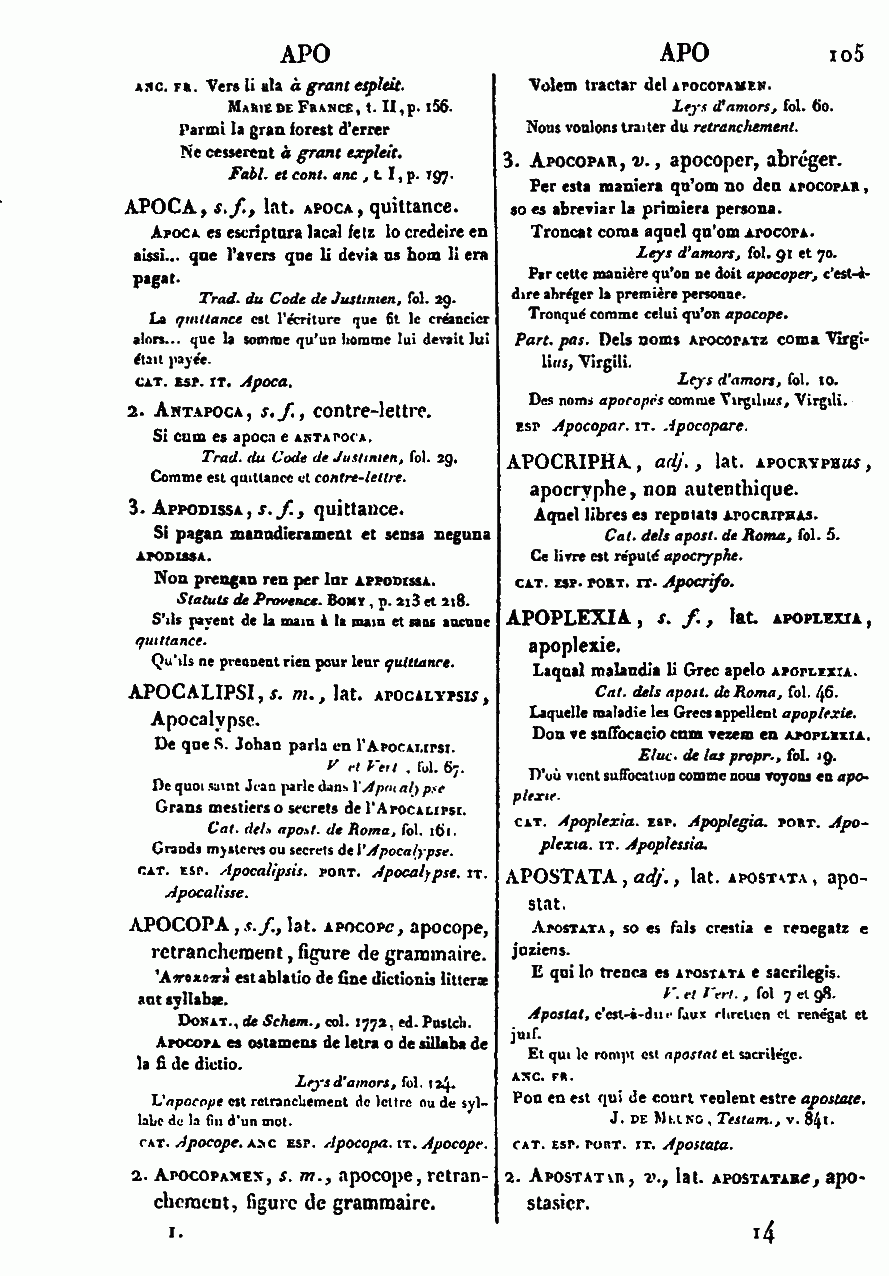 APO
APO 105
ANC. FR. Vers li ala à grant espleit.
MARIE DE FRANCE, t. II, p. 156.
Parmi la gran forest d'errer
Ne cesserent à grant expleit.
Fabl. et cont. anc., t. I, p. 197.
APOCA, s. f., lat. APOCA, quittance.
APOCA es escriptura lacal fetz lo credeire en
aissi... que l'avers que li devia us hom li era
pagat.
Trad. du Code de Justinien, fol. 29.
La quittance est l'écriture que fit le créancier
alors... que la somme qu'un homme lui devait lui
était payée.
CAT. ESP. IT. Apoca.
2. ANTAPOCA, s. f., contre-lettre.
Si cum es apoca e ANTAPOCA.
Trad. du Code de Justinien, fol. 29.
Comme est quittance et contre-lettre.
3. APPODISSA, s. f., quittance.
Si pagan manudierament et sensa neguna
APODISSA.
Non prengan ren per lur APPODISSA.
Statuts de Provence. BOMY, p. 213 et 218.
S'ils payent de la main à la main et sans aucune
quittance.
Qu'ils ne prennent rien pour leur quittance.
APOCALIPSI, s. m., lat. APOCALYPSIS,
Apocalypse.
De que S. Johan parla en l'APOCALIPSI.
V. et Vert., fol. 67.
De quoi saint Jean parle dans l'Apocalypse
Grans mestiers o secrets de l'APOCALIPSI.
Cat. dels apost. de Roma, fol. 161.
Grands mysteres ou secrets de l'Apocalypse.
CAT. ESP. Apocalipsis. PORT. Apocalypse. IT.
Apocalisse.
APOCOPA, s. f., lat. APOCOPe, apocope,
retranchement, figure de grammaire.
Ἀποκοπὴ est ablatio de fine dictionis litteræ
aut syllabæ.
DONAT., de Schem., col. 1772, ed. Putsch.
APOCOPA es ostamens de letra o de sillaba de
la fi de dictio.
Leys d'amors, fol. 124.
L'apocope est retranchement de lettre ou de syl-
labe de la fin d'un mot.
CAT. Apocope. ANC ESP. Apocopa. IT. Apocope.
2. APOCOPAMEN, s. m., apocope, retran-
chement, figure de grammaire.
I.
Volem tractar del APOCOPAMEN.
Leys d'amors, fol. 60.
Nous voulons traiter du retranchement.
3. APOCOPAR, v., apocoper, abréger.
Per esta maniera qu'om no deu APOCOPAR,
so es abreviar la primiera persona.
Troncat coma aquel qu'om APOCOPA.
Leys d'amors, fol. 91 et 70.
Par cette manière qu'on ne doit apocoper, c'est-à-
dire abréger la première personne.
Tronqué comme celui qu'on apocope.
Part. pas. Dels noms APOCOPATZ coma Virgi-
lius, Virgili.
Leys d'amors, fol. 10.
Des noms apocopés comme Virgilius, Virgili.
ESP Apocopar. IT. Apocopare.
APOCRIPHA, adj., lat. APOCRYPHUS,
apocryphe, non autenthique.
Aquel libres es reputats APOCRIPHAS.
Cat. dels apost. de Roma, fol. 5.
Ce livre est réputé apocryphe.
CAT. ESP. PORT. IT. Apocrifo.
APOPLEXIA, s. f., lat. APOPLEXIA,
apoplexie.
Laqual malaudia li Grec apelo APOPLEXIA.
Cat. dels apost. de Roma, fol. 46.
Laquelle maladie les Grecs appellent apoplexie.
Don ve suffocacio cum vezem en APOPLEXIA.
Eluc. de las propr., fol. 19.
D'où vient suffocation comme nous voyons en apo-
plexie.
CAT. Apoplexia. ESP. Apoplegia. PORT. Apo-
plexia. IT. Apoplessia.
APOSTATA, adj., lat. APOSTATA, apo-
stat.
APOSTATA, so es fals crestia e renegatz e
juziens.
E qui lo trenca es APOSTATA e sacrilegis.
V. et Vert., fol 7 et 98.
Apostat, c'est-à-dire faux chretien et renégat et
juif.
Et qui le rompt est apostat et sacrilége.
ANC. FR.
Pou en est qui de court veulent estre apostate.
J. DE MEUNG, Testam., v. 841.
CAT. ESP. PORT. IT. Apostata.
2. APOSTATAR, v., lat. APOSTATARe, apo-
stasier.
14